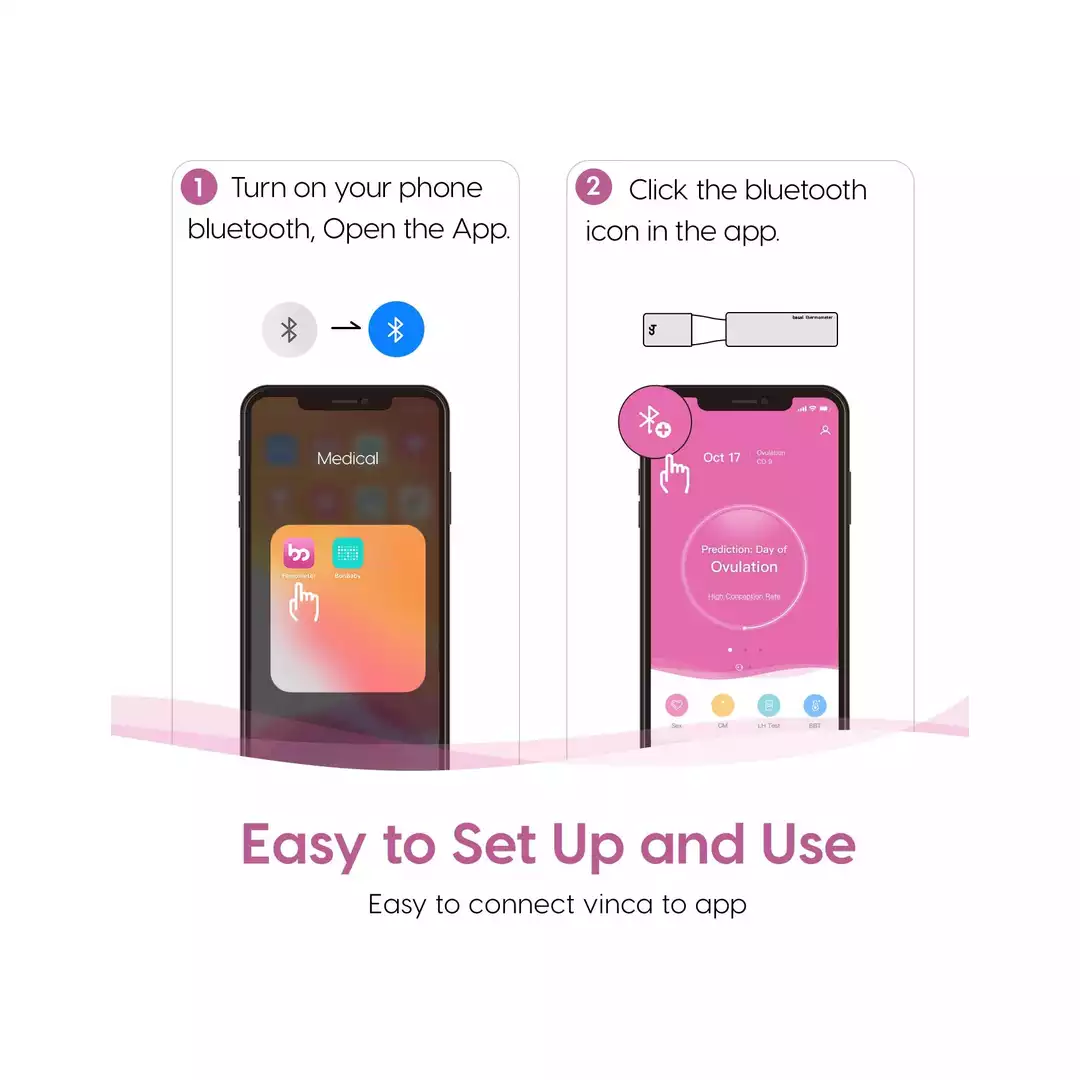 1 Turn on your phone
bluetooth, Open the App.
2 Click the bluetooth
icon in the app.
basal thermometer
Medical
Oct 17
Ovulation
CD 9
Prediction: Day of
Ovulation
High Conception Rate
Sex CM LH Test BBT
Easy to Set Up and Use
Easy to connect vinca to app